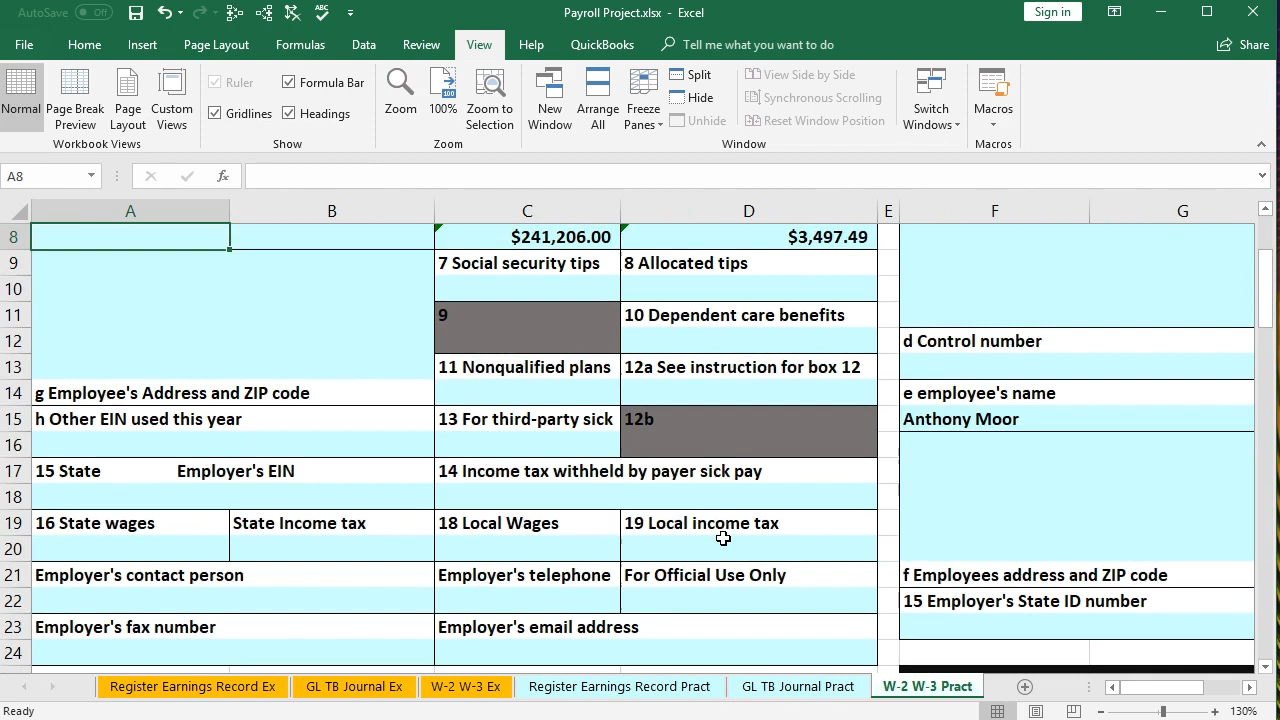 AutoSave Off Payroll Project.xlsx - Excel Sign in
File Home Insert Page Layout Formulas Data Review View Help QuickBooks Tell me what you want to do Share
Normal Page Break Preview Page Layout Custom Views
Ruler Formula Bar
Gridlines Headings
Zoom 100% Zoom to Selection
New Window Arrange All Freeze Panes
Split View Side by Side
Hide Synchronous Scrolling
Unhide Reset Window Position
Switch Windows Macros
Workbook Views Show Zoom Window Macros
A8 fx
A B C D E F G
8 $241,206.00 $3,497.49
9 7 Social security tips 8 Allocated tips
10
11 9 10 Dependent care benefits
12 d Control number
13 11 Nonqualified plans 12a See instruction for box 12
14 g Employee's Address and ZIP code e employee's name
15 h Other EIN used this year 13 For third-party sick 12b Anthony Moor
16
17 15 State Employer's EIN 14 Income tax withheld by payer sick pay
18
19 16 State wages State Income tax 18 Local Wages 19 Local income tax
20
21 Employer's contact person Employer's telephone For Official Use Only f Employees address and ZIP code
22 15 Employer's State ID number
23 Employer's fax number Employer's email address
24
Register Earnings Record Ex GL TB Journal Ex W-2 W-3 Ex Register Earnings Record Pract GL TB Journal Pract W-2 W-3 Pract
Ready 130%